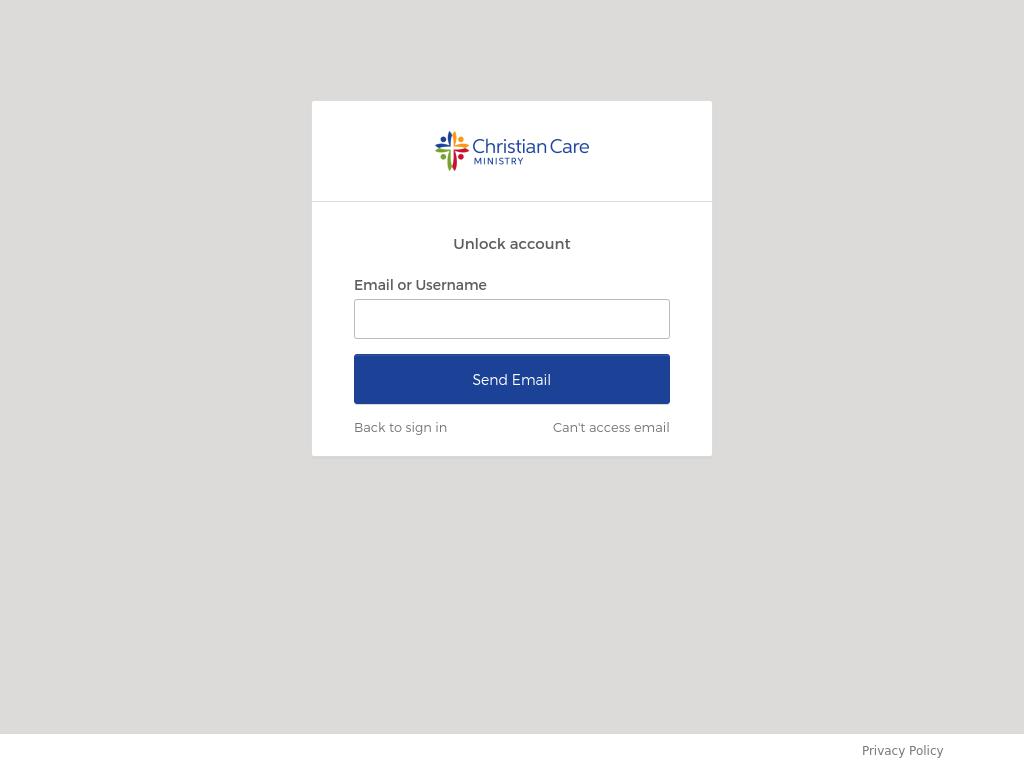 Christian Care
MINISTRY
Unlock account
Email or Username
Send Email
Back to sign in
Can't access email
Privacy Policy